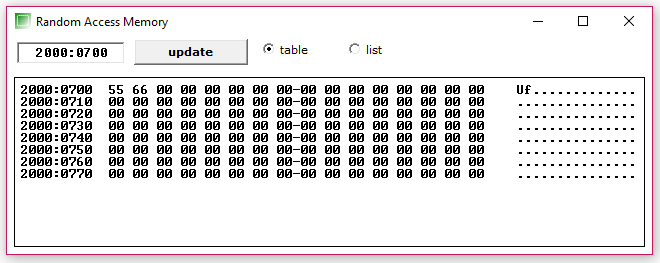 Random Access Memory
2000:0700 update table list
2000:0700 55 66 00 00 00 00 00 00-00 00 00 00 00 00 00 00 Uf..............
2000:0710 00 00 00 00 00 00 00 00-00 00 00 00 00 00 00 00 ................
2000:0720 00 00 00 00 00 00 00 00-00 00 00 00 00 00 00 00 ................
2000:0730 00 00 00 00 00 00 00 00-00 00 00 00 00 00 00 00 ................
2000:0740 00 00 00 00 00 00 00 00-00 00 00 00 00 00 00 00 ................
2000:0750 00 00 00 00 00 00 00 00-00 00 00 00 00 00 00 00 ................
2000:0760 00 00 00 00 00 00 00 00-00 00 00 00 00 00 00 00 ................
2000:0770 00 00 00 00 00 00 00 00-00 00 00 00 00 00 00 00 ................